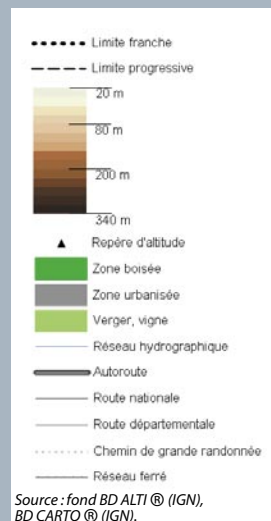 Limite franche
Limite progressive
20 m
80 m
200 m
340 m
Repère d'altitude
Zone boisée
Zone urbanisée
Verger, vigne
Réseau hydrographique
Autoroute
Route nationale
Route départementale
Chemin de grande randonnée
Réseau ferré
Source : fond BD ALTI ® (IGN),
BD CARTO ® (IGN).